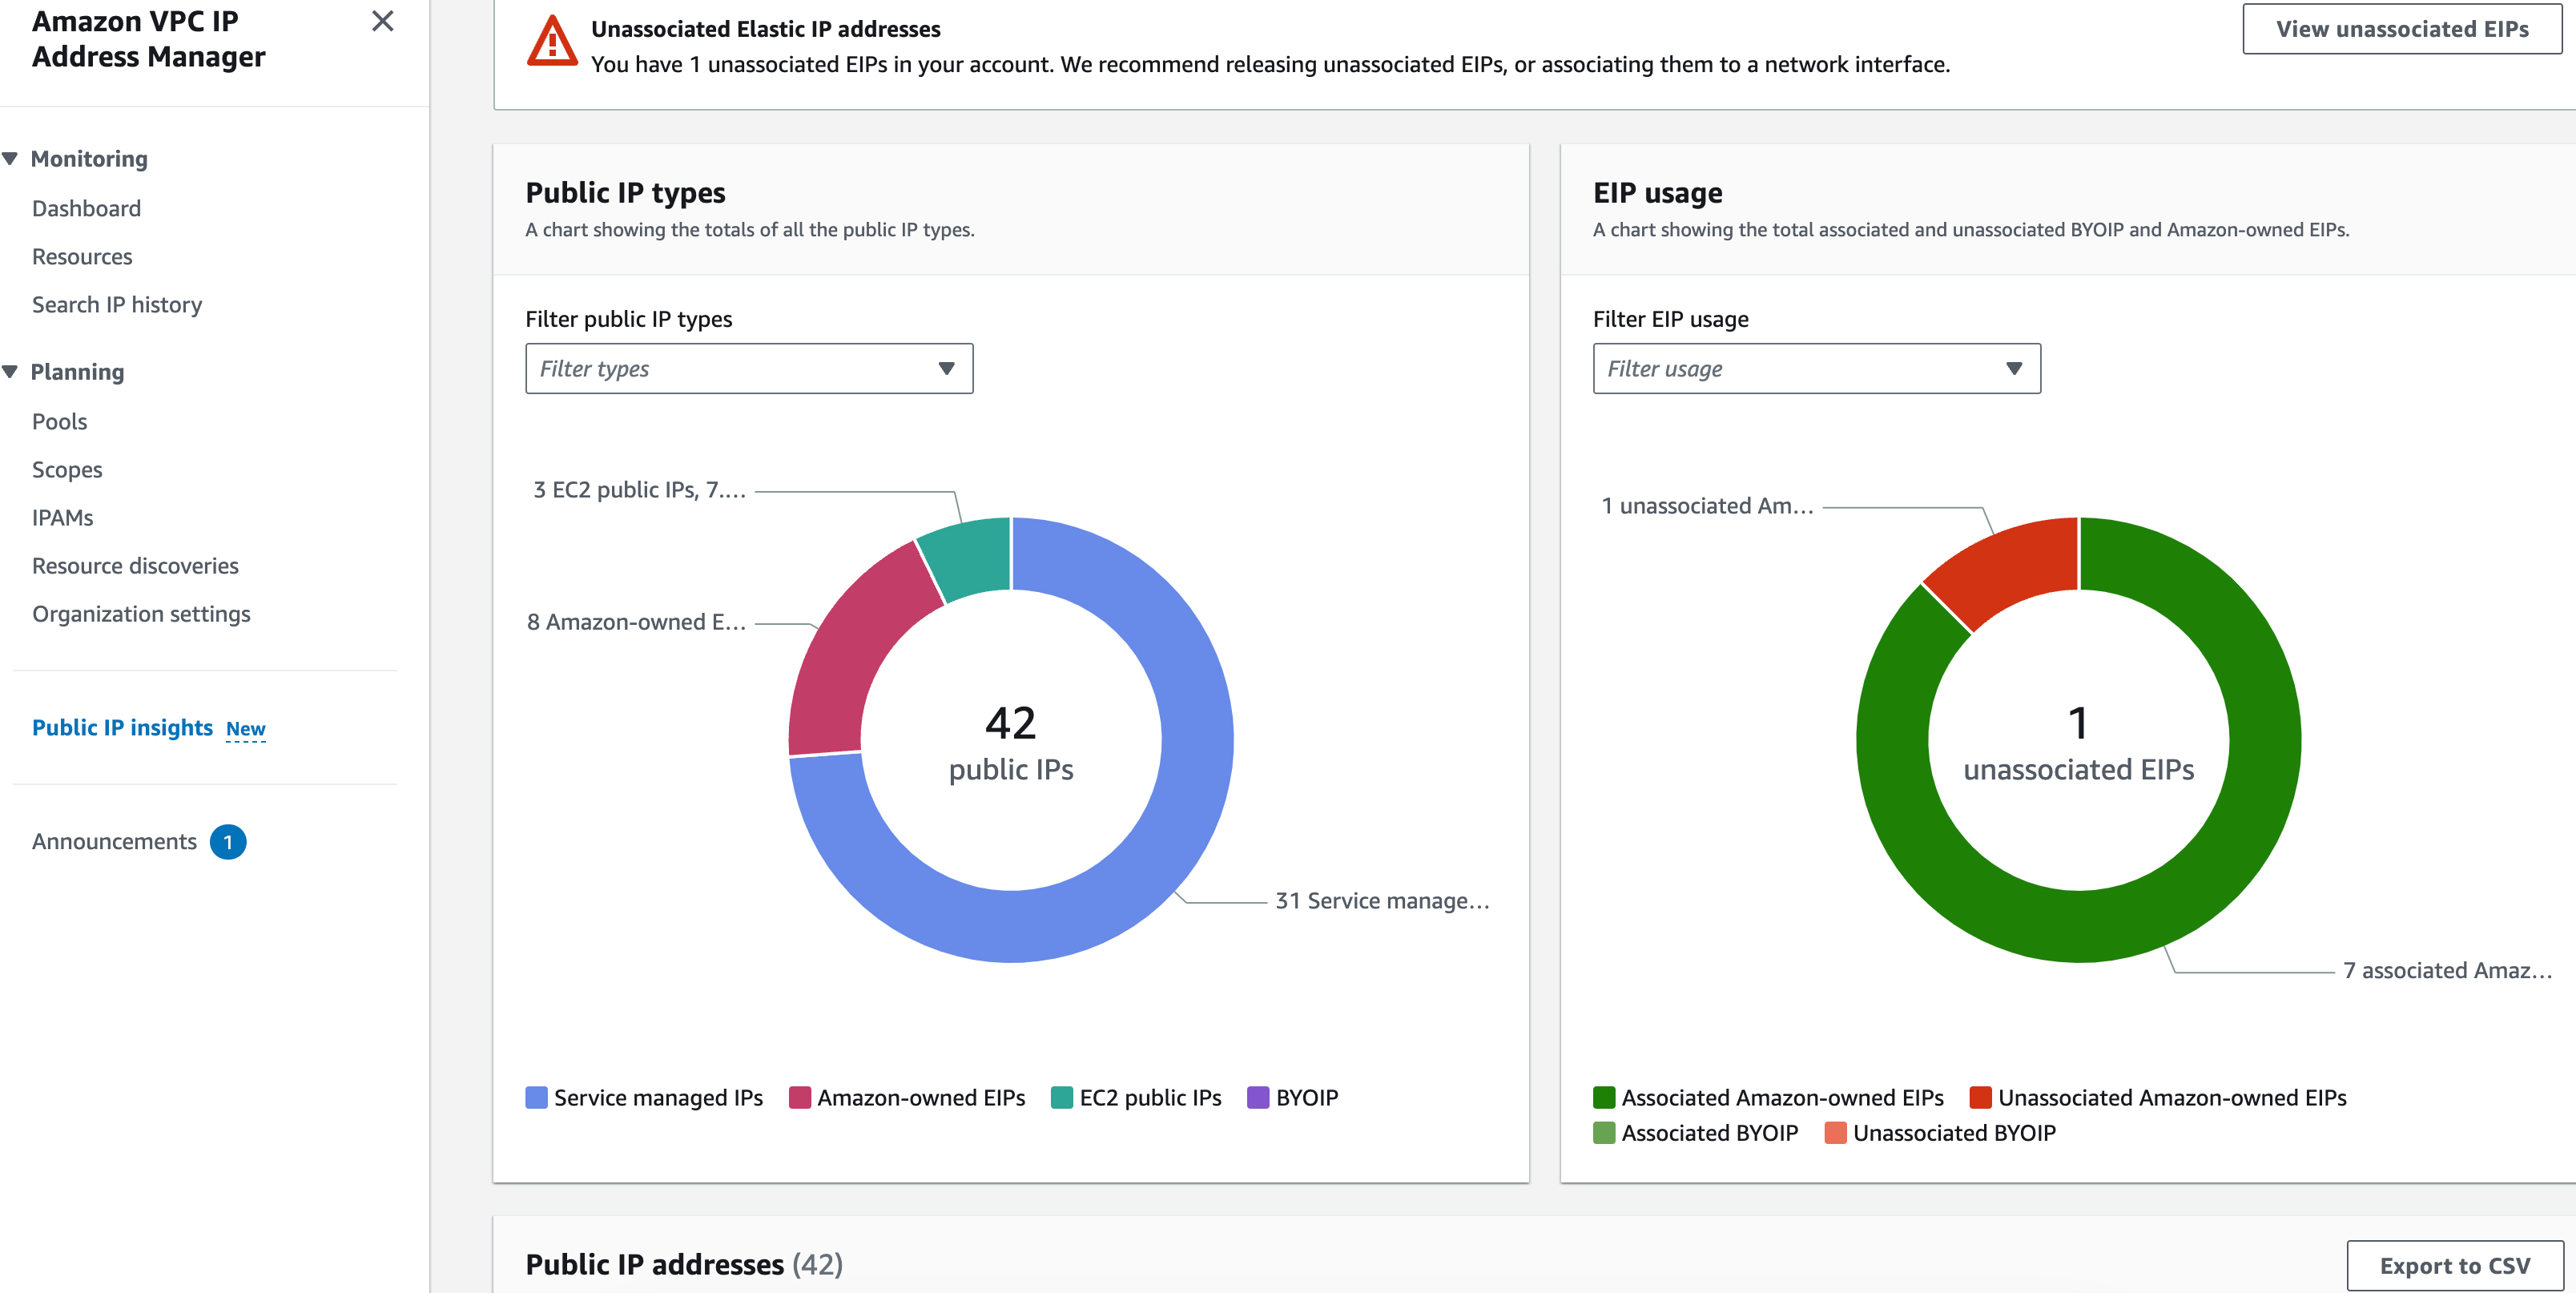 Amazon VPC IP
Address Manager
Monitoring
Dashboard
Resources
Search IP history
Planning
Pools
Scopes
IPAMs
Resource discoveries
Organization settings
Public IP insights New
Announcements 1
Unassociated Elastic IP addresses
You have 1 unassociated EIPs in your account. We recommend releasing unassociated EIPs, or associating them to a network interface.
View unassociated EIPs
Public IP types
A chart showing the totals of all the public IP types.
Filter public IP types
Filter types
3 EC2 public IPs, 7....
8 Amazon-owned E...
42
public IPs
31 Service manage...
Service managed IPs Amazon-owned EIPs EC2 public IPs BYOIP
EIP usage
A chart showing the total associated and unassociated BYOIP and Amazon-owned EIPs.
Filter EIP usage
Filter usage
1 unassociated Am...
1
unassociated EIPs
7 associated Amaz...
Associated Amazon-owned EIPs Unassociated Amazon-owned EIPs
Associated BYOIP Unassociated BYOIP
Public IP addresses (42)
Export to CSV